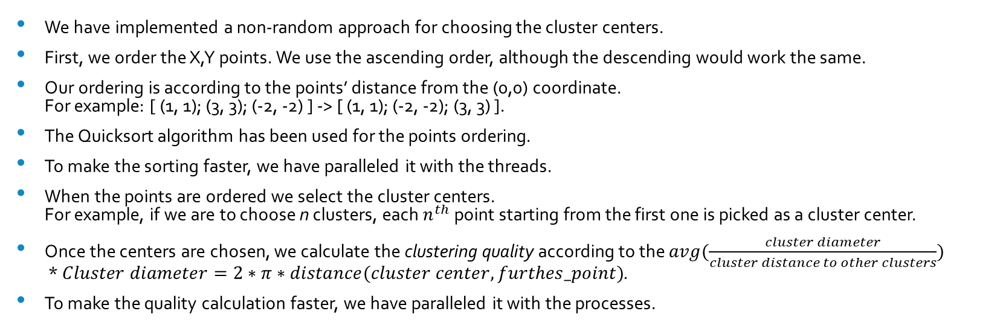 • We have implemented a non-random approach for choosing the cluster centers.
• First, we order the X,Y points. We use the ascending order, although the descending would work the same.
• Our ordering is according to the points’ distance from the (0,0) coordinate.
For example: [ (1, 1); (3, 3); (-2, -2) ] -> [ (1, 1); (-2, -2); (3, 3) ].
• The Quicksort algorithm has been used for the points ordering.
• To make the sorting faster, we have paralleled it with the threads.
• When the points are ordered we select the cluster centers.
For example, if we are to choose n clusters, each n^th point starting from the first one is picked as a cluster center.
• Once the centers are chosen, we calculate the clustering quality according to the avg(cluster diameter / cluster distance to other clusters)
* Cluster diameter = 2 * π * distance(cluster center, furthes_point).
• To make the quality calculation faster, we have paralleled it with the processes.